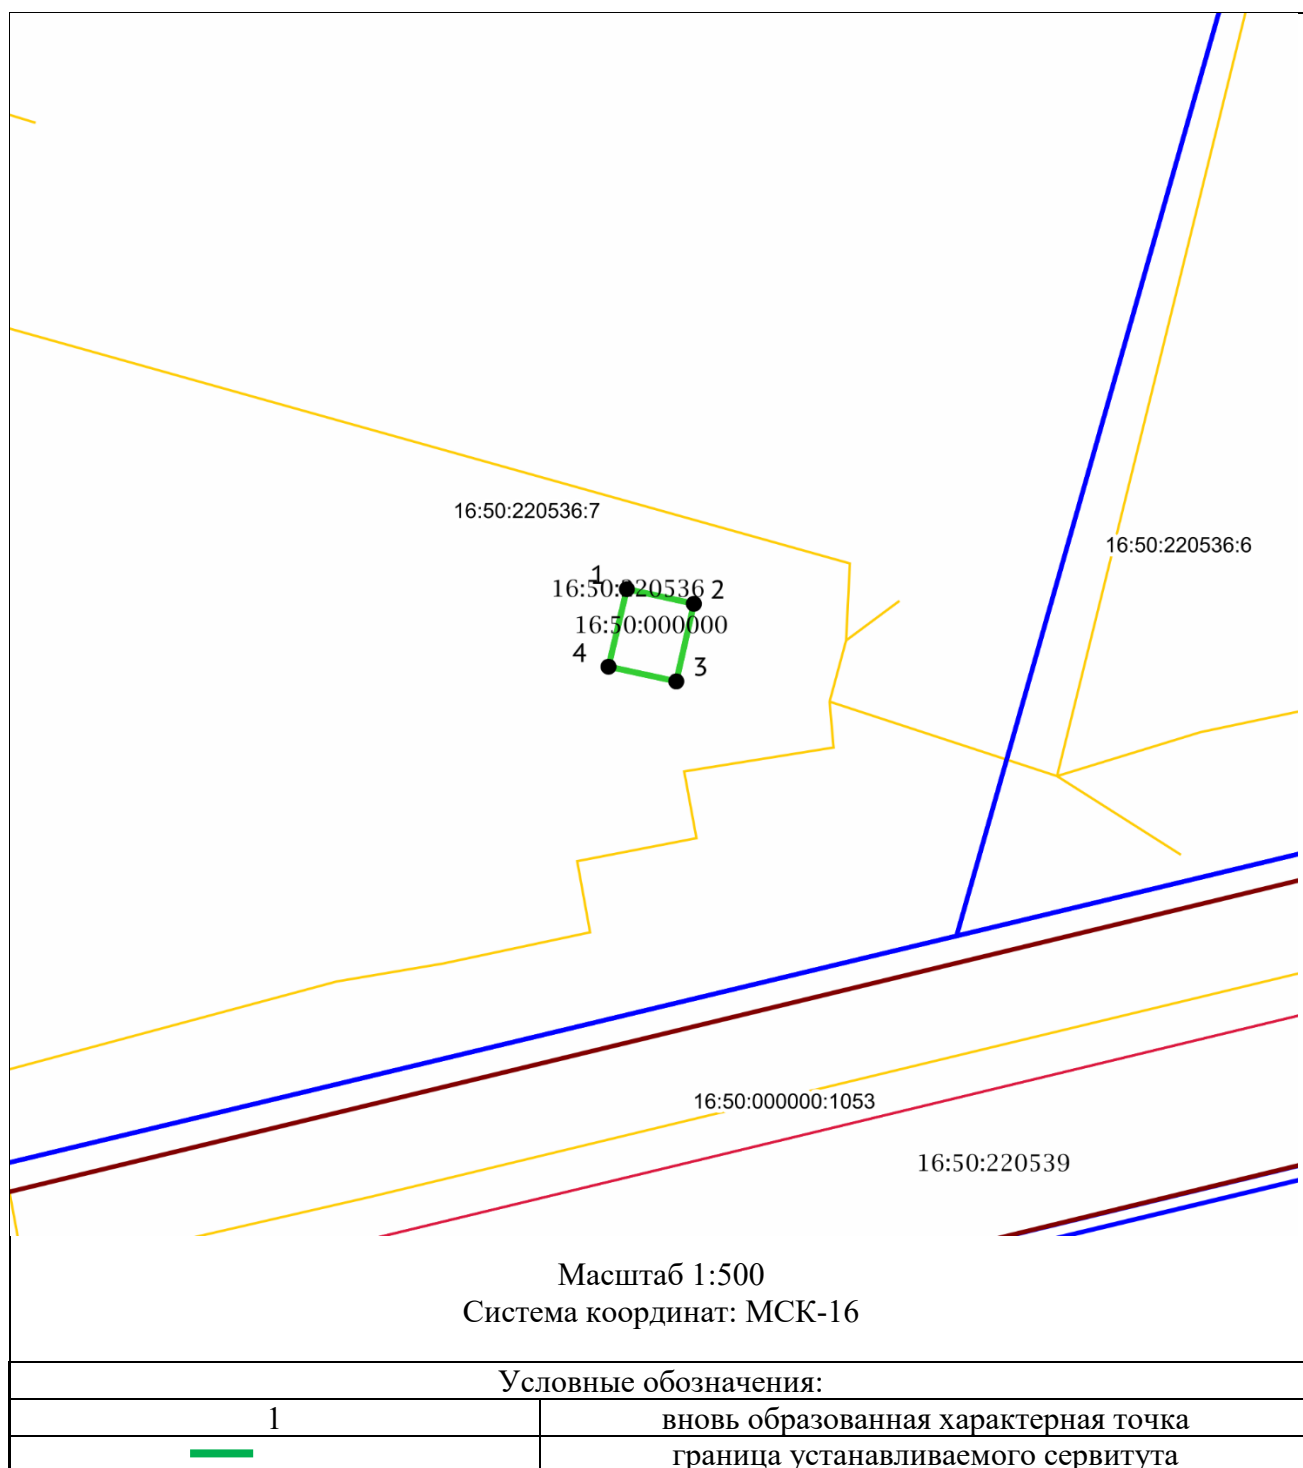 16:50:220536:7
16:50:220536:6
1
16:50:220536
2
16:50:000000
4
3
16:50:000000:1053
16:50:220539
Масштаб 1:500
Система координат: МСК-16
Условные обозначения:
1 вновь образованная характерная точка
граница устанавливаемого сервитута